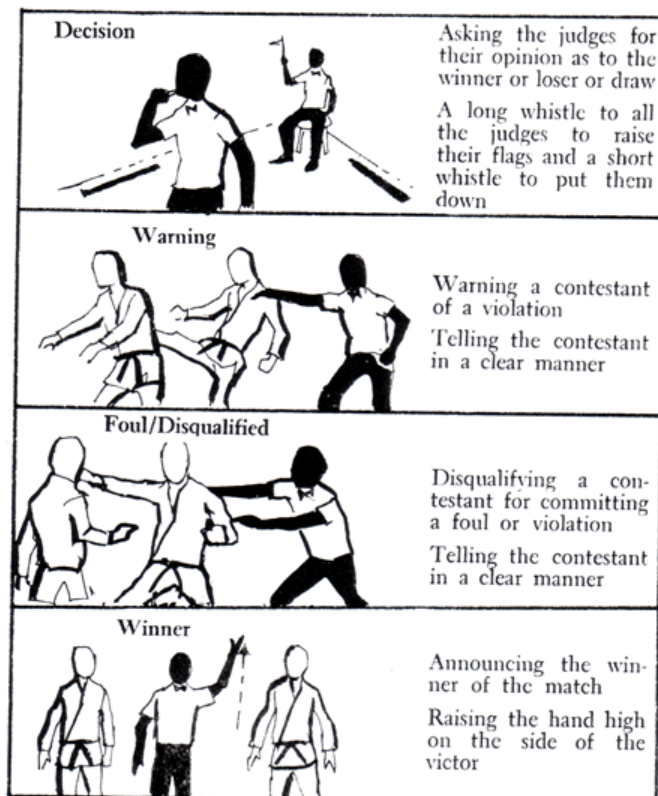 Decision
Asking the judges for
their opinion as to the
winner or loser or draw
A long whistle to all
the judges to raise
their flags and a short
whistle to put them
down
Warning
Warning a contestant
of a violation
Telling the contestant
in a clear manner
Foul/Disqualified
Disqualifying a con-
testant for committing
a foul or violation
Telling the contestant
in a clear manner
Winner
Announcing the win-
ner of the match
Raising the hand high
on the side of the
victor